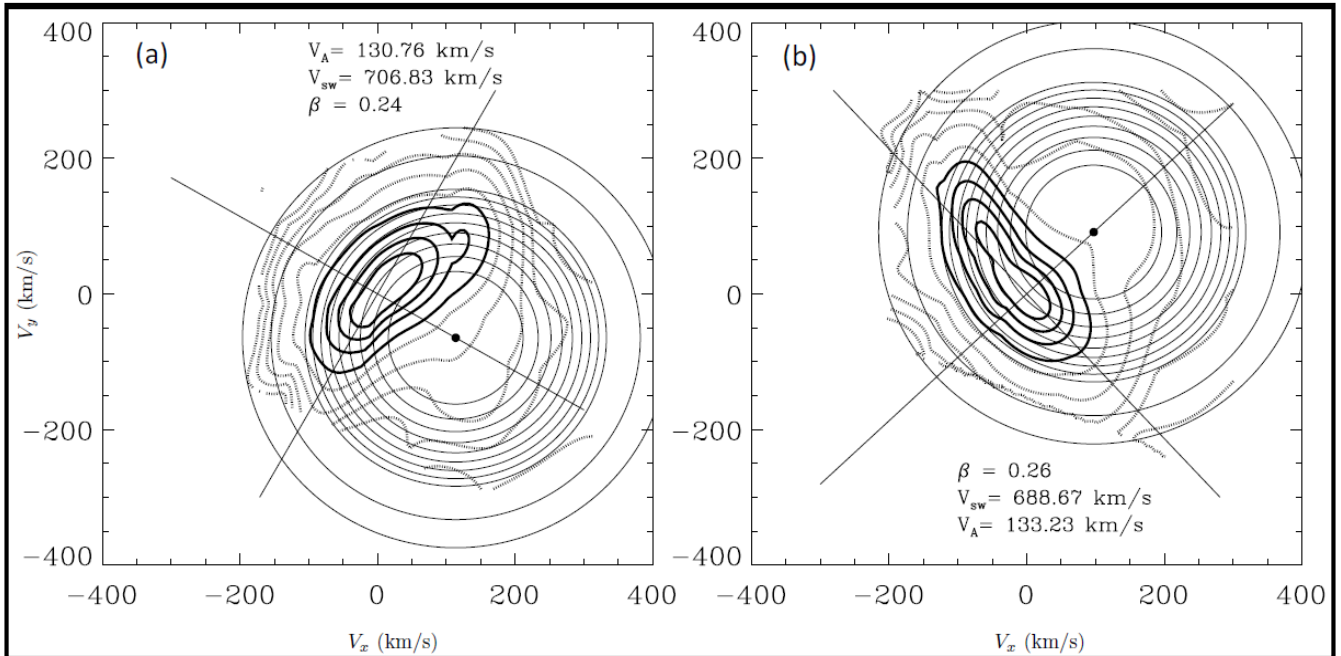 (a)
V_A= 130.76 km/s
V_sw= 706.83 km/s
β = 0.24
400
200
0
−200
−400
V_y (km/s)
−400 −200 0 200 400
V_x (km/s)
(b)
400
200
0
−200
−400
β = 0.26
V_sw= 688.67 km/s
V_A= 133.23 km/s
−400 −200 0 200 400
V_x (km/s)